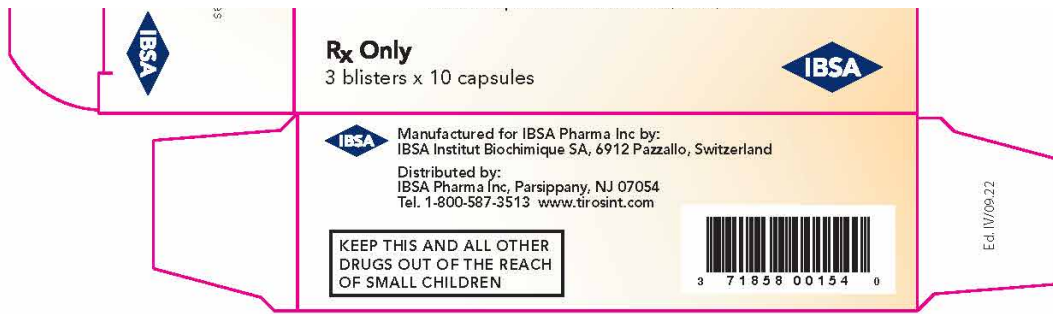 IBSA
Rx Only
3 blisters x 10 capsules
IBSA
IBSA
Manufactured for IBSA Pharma Inc by:
IBSA Institut Biochimique SA, 6912 Pazzallo, Switzerland
Distributed by:
IBSA Pharma Inc, Parsippany, NJ 07054
Tel. 1-800-587-3513 www.tirosint.com
KEEP THIS AND ALL OTHER
DRUGS OUT OF THE REACH
OF SMALL CHILDREN
3 71858 00154 0
Ed. IV/09.22